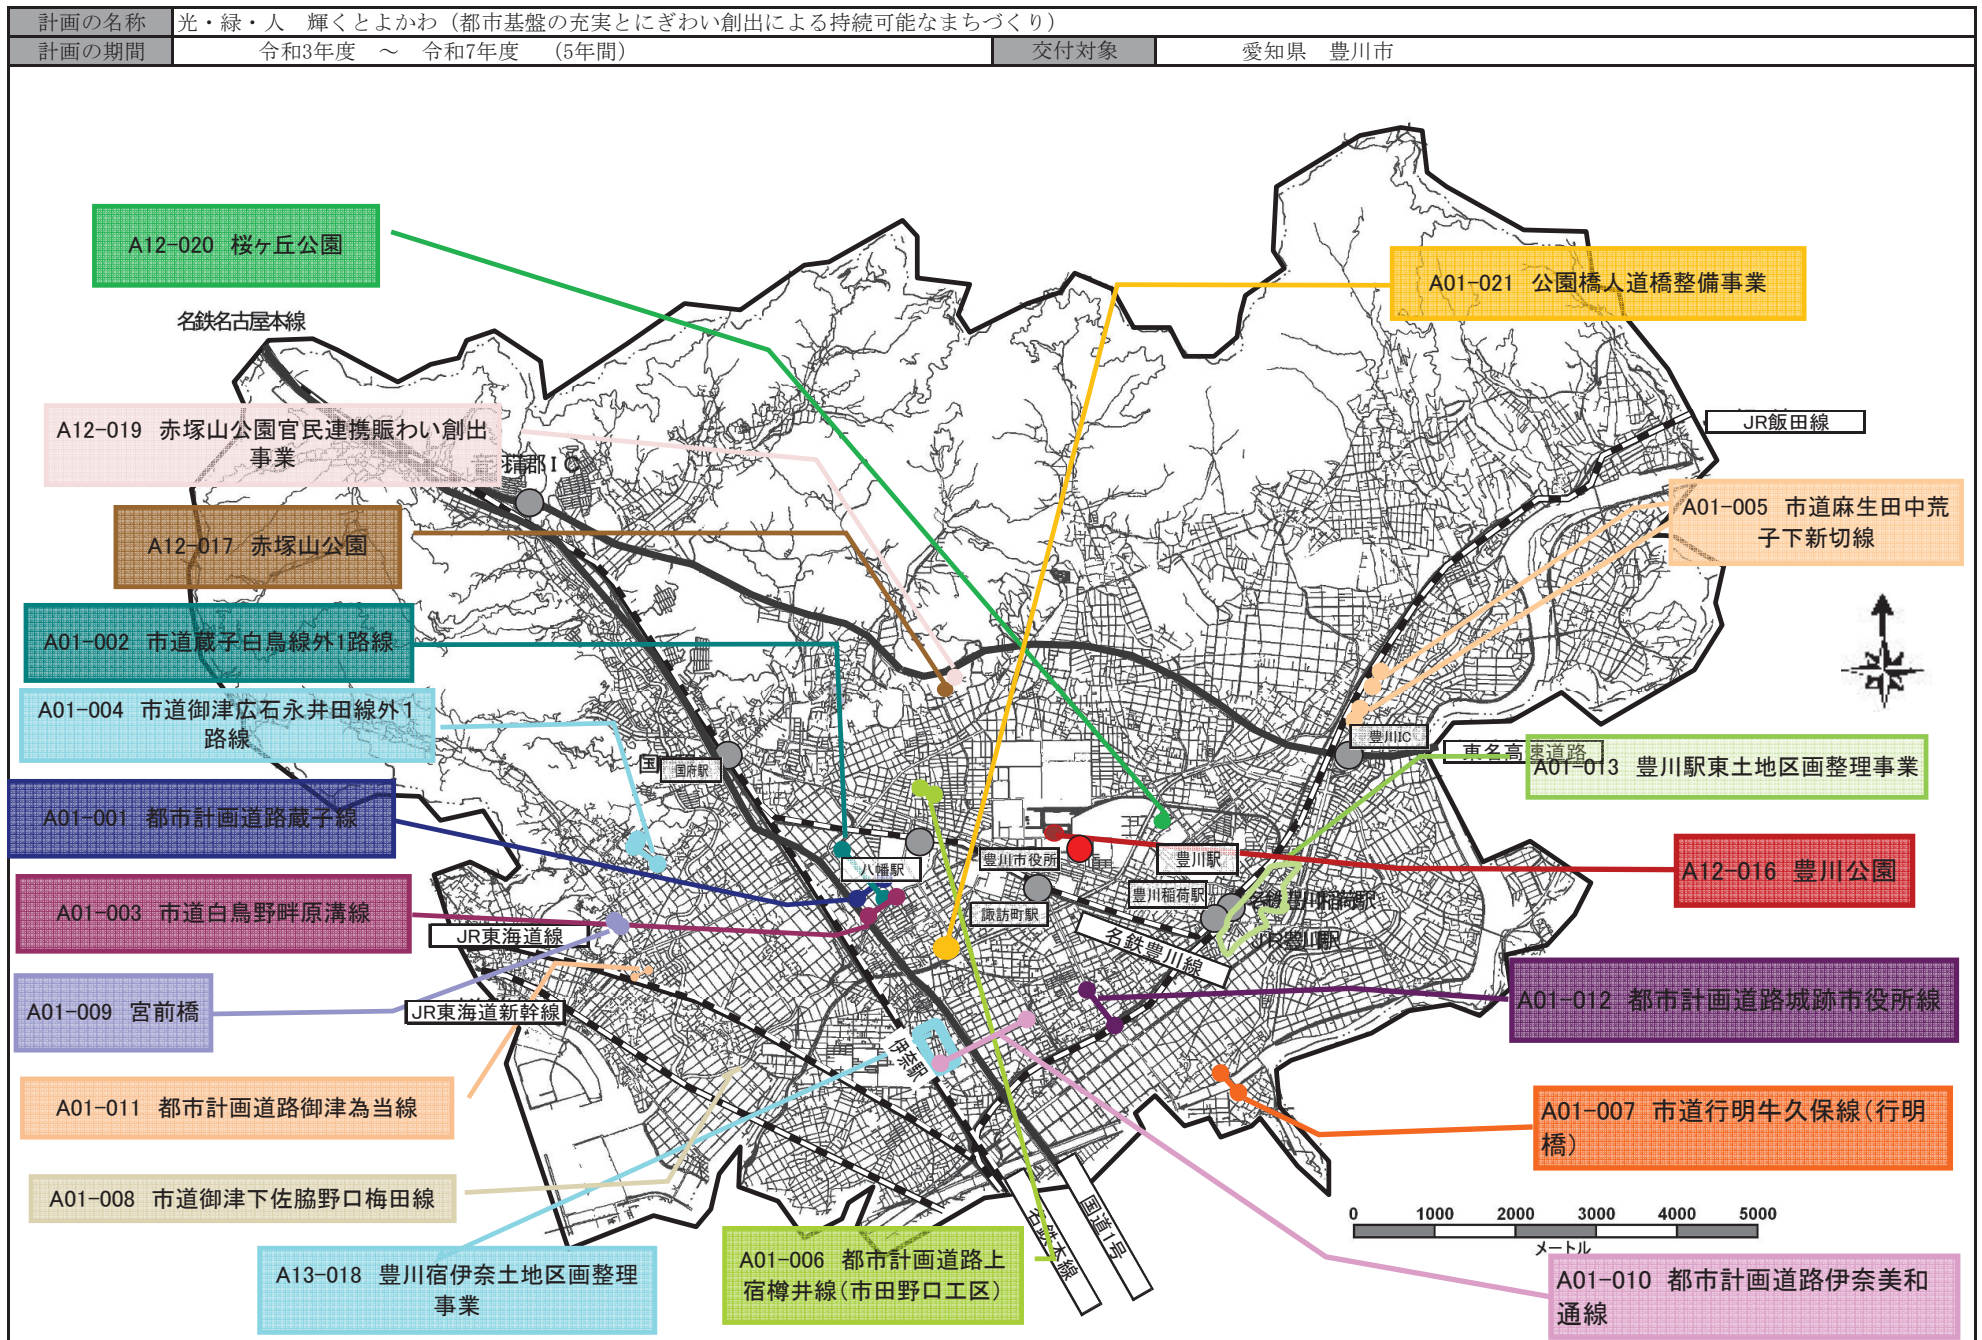 計画の名称 光・緑・人 輝くとよかわ（都市基盤の充実とにぎわい創出による持続可能なまちづくり）
計画の期間 令和3年度 ～ 令和7年度 （5年間） 交付対象 愛知県 豊川市
A12-020 桜ヶ丘公園
A01-021 公園橋人道橋整備事業
名鉄名古屋本線
A12-019 赤塚山公園官民連携賑わい創出
事業
JR飯田線
A01-005 市道麻生田中荒
子下新切線
A12-017 赤塚山公園
A01-002 市道蔵子白鳥線外1路線
A01-004 市道御津広石永井田線外1
路線
豊川IC
東名高速道路
A01-013 豊川駅東土地区画整理事業
国府駅
A01-001 都市計画道路蔵子線
八幡駅
豊川市役所
豊川駅
A12-016 豊川公園
豊川稲荷駅
A01-003 市道白鳥野畔原溝線
諏訪町駅
JR東海道線
名鉄豊川線
JR豊川駅
A01-009 宮前橋
JR東海道新幹線
A01-012 都市計画道路城跡市役所線
伊奈駅
A01-011 都市計画道路御津為当線
A01-007 市道行明牛久保線（行明
橋）
A01-008 市道御津下佐脇野口梅田線
名鉄本線
国道1号
0 1000 2000 3000 4000 5000
メートル
A13-018 豊川宿伊奈土地区画整理
事業
A01-006 都市計画道路上
宿樽井線（市田野口工区）
A01-010 都市計画道路伊奈美和
通線